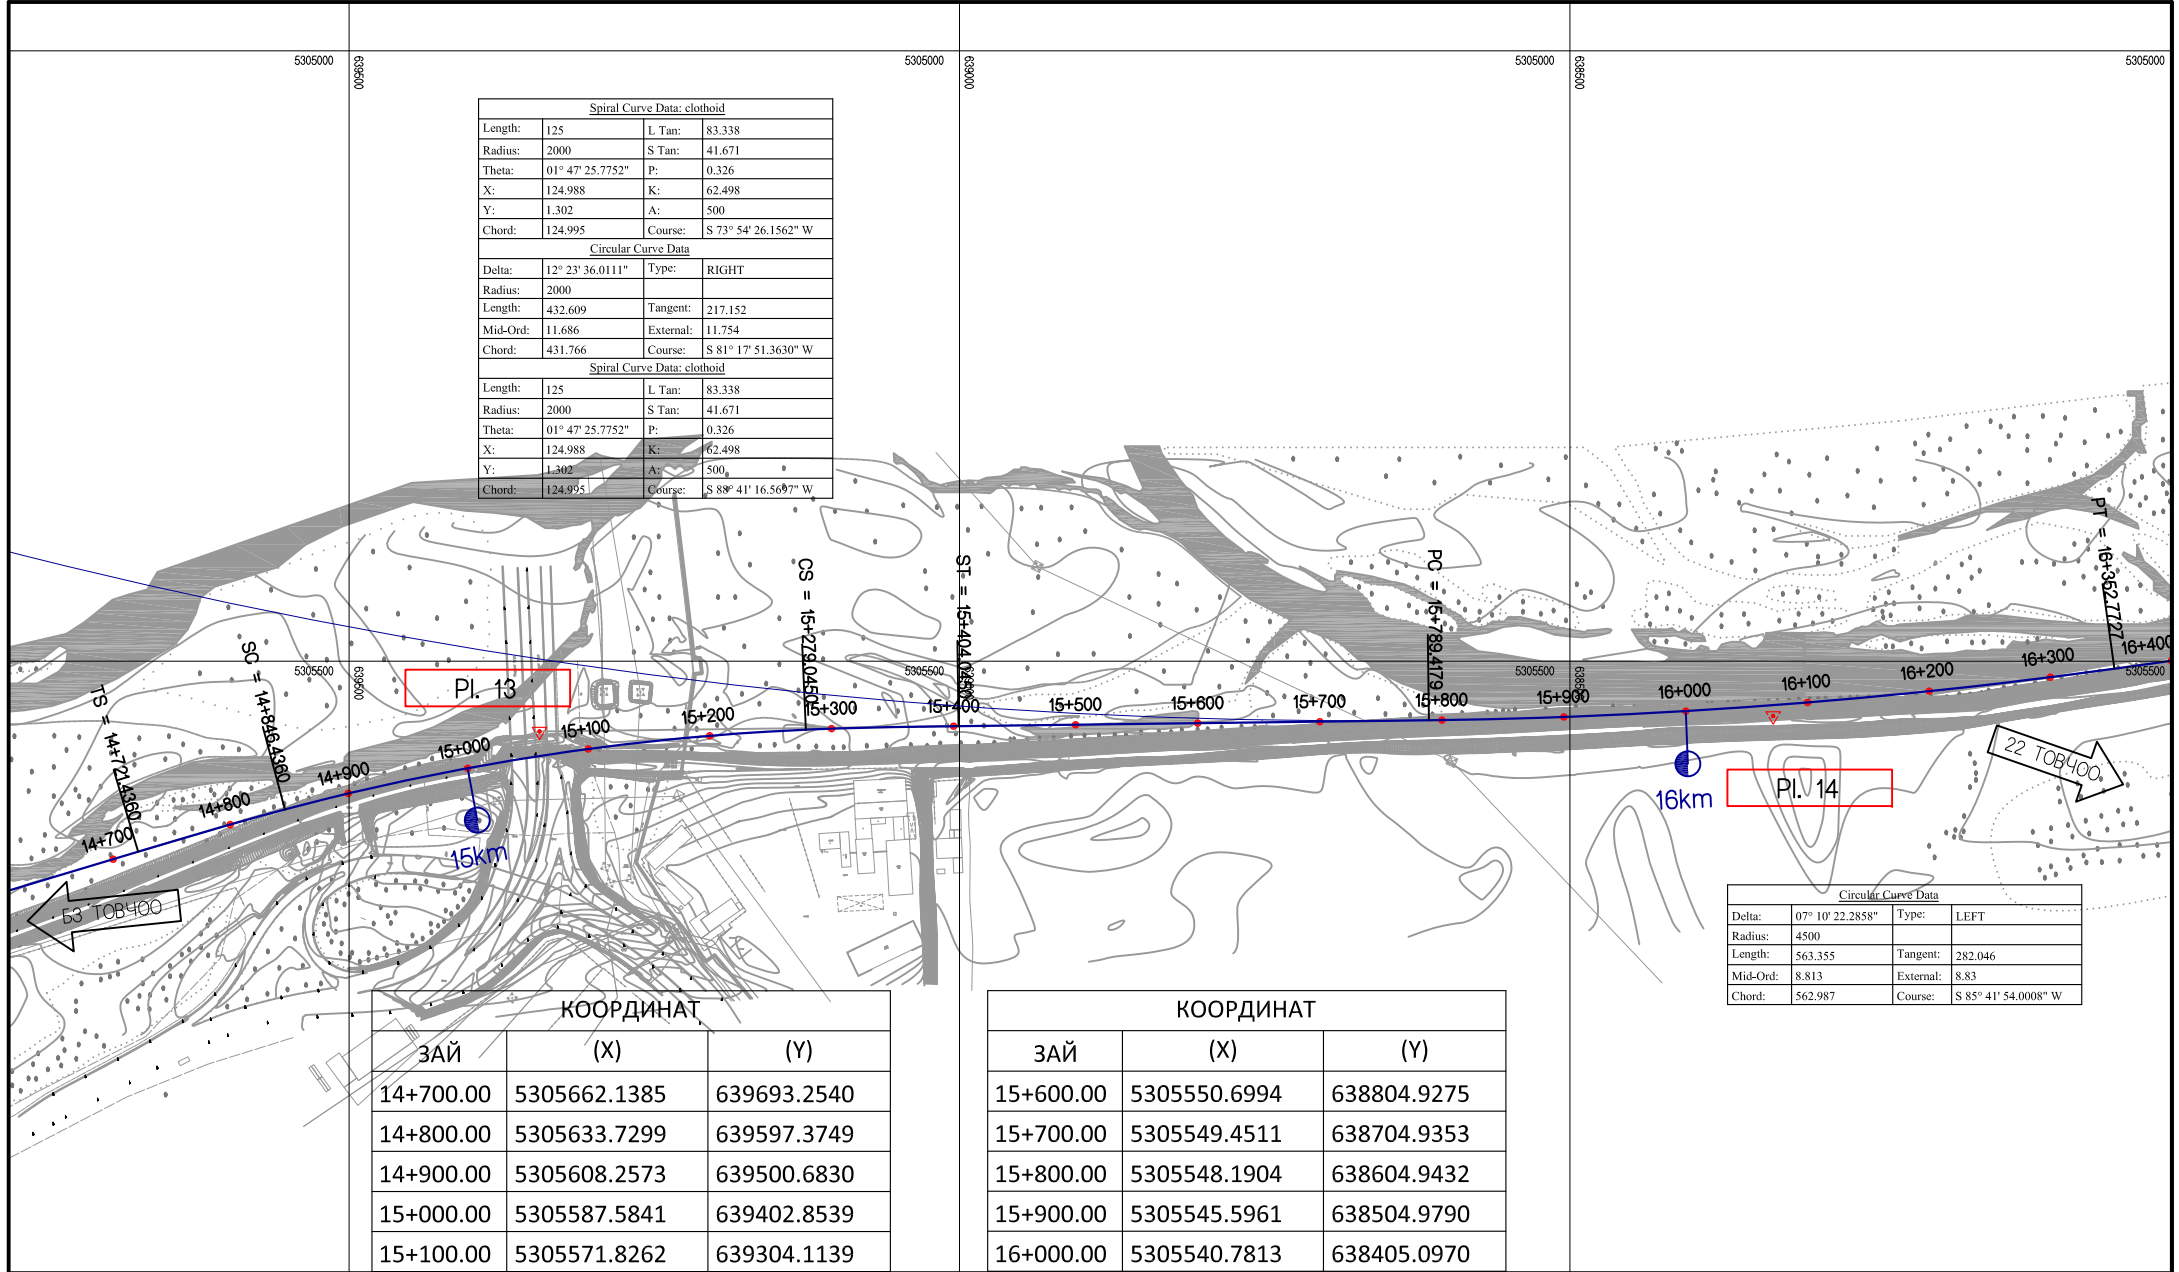 5305000
639500
5305000
639000
5305000
638500
5305000
Spiral Curve Data: clothoid
Length: 125 L Tan: 83.338
Radius: 2000 S Tan: 41.671
Theta: 01° 47' 25.7752" P: 0.326
X: 124.988 K: 62.498
Y: 1.302 A: 500
Chord: 124.995 Course: S 73° 54' 26.1562" W
Circular Curve Data
Delta: 12° 23' 36.0111" Type: RIGHT
Radius: 2000
Length: 432.609 Tangent: 217.152
Mid-Ord: 11.686 External: 11.754
Chord: 431.766 Course: S 81° 17' 51.3630" W
Spiral Curve Data: clothoid
Length: 125 L Tan: 83.338
Radius: 2000 S Tan: 41.671
Theta: 01° 47' 25.7752" P: 0.326
X: 124.988 K: 62.498
Y: 1.302 A: 500
Chord: 124.995 Course: S 88° 41' 16.5697" W
TS = 14+721.4360
SC = 14+846.4360
CS = 15+279.0450
ST = 15+404.0450
PC = 15+789.4179
PT = 16+352.7727
5305500
639500
5305500
639000
5305500
638500
5305500
PI. 13
14+700
14+800
14+900
15+000
15+100
15+200
15+300
15+400
15+500
15+600
15+700
15+800
15+900
16+000
16+100
16+200
16+300
16+400
15km
16km
PI. 14
БЗ ТОВЧОО
22 ТОВЧОО
Circular Curve Data
Delta: 07° 10' 22.2858" Type: LEFT
Radius: 4500
Length: 563.355 Tangent: 282.046
Mid-Ord: 8.813 External: 8.83
Chord: 562.987 Course: S 85° 41' 54.0008" W
КООРДИНАТ
ЗАЙ (X) (Y)
14+700.00 5305662.1385 639693.2540
14+800.00 5305633.7299 639597.3749
14+900.00 5305608.2573 639500.6830
15+000.00 5305587.5841 639402.8539
15+100.00 5305571.8262 639304.1139
КООРДИНАТ
ЗАЙ (X) (Y)
15+600.00 5305550.6994 638804.9275
15+700.00 5305549.4511 638704.9353
15+800.00 5305548.1904 638604.9432
15+900.00 5305545.5961 638504.9790
16+000.00 5305540.7813 638405.0970